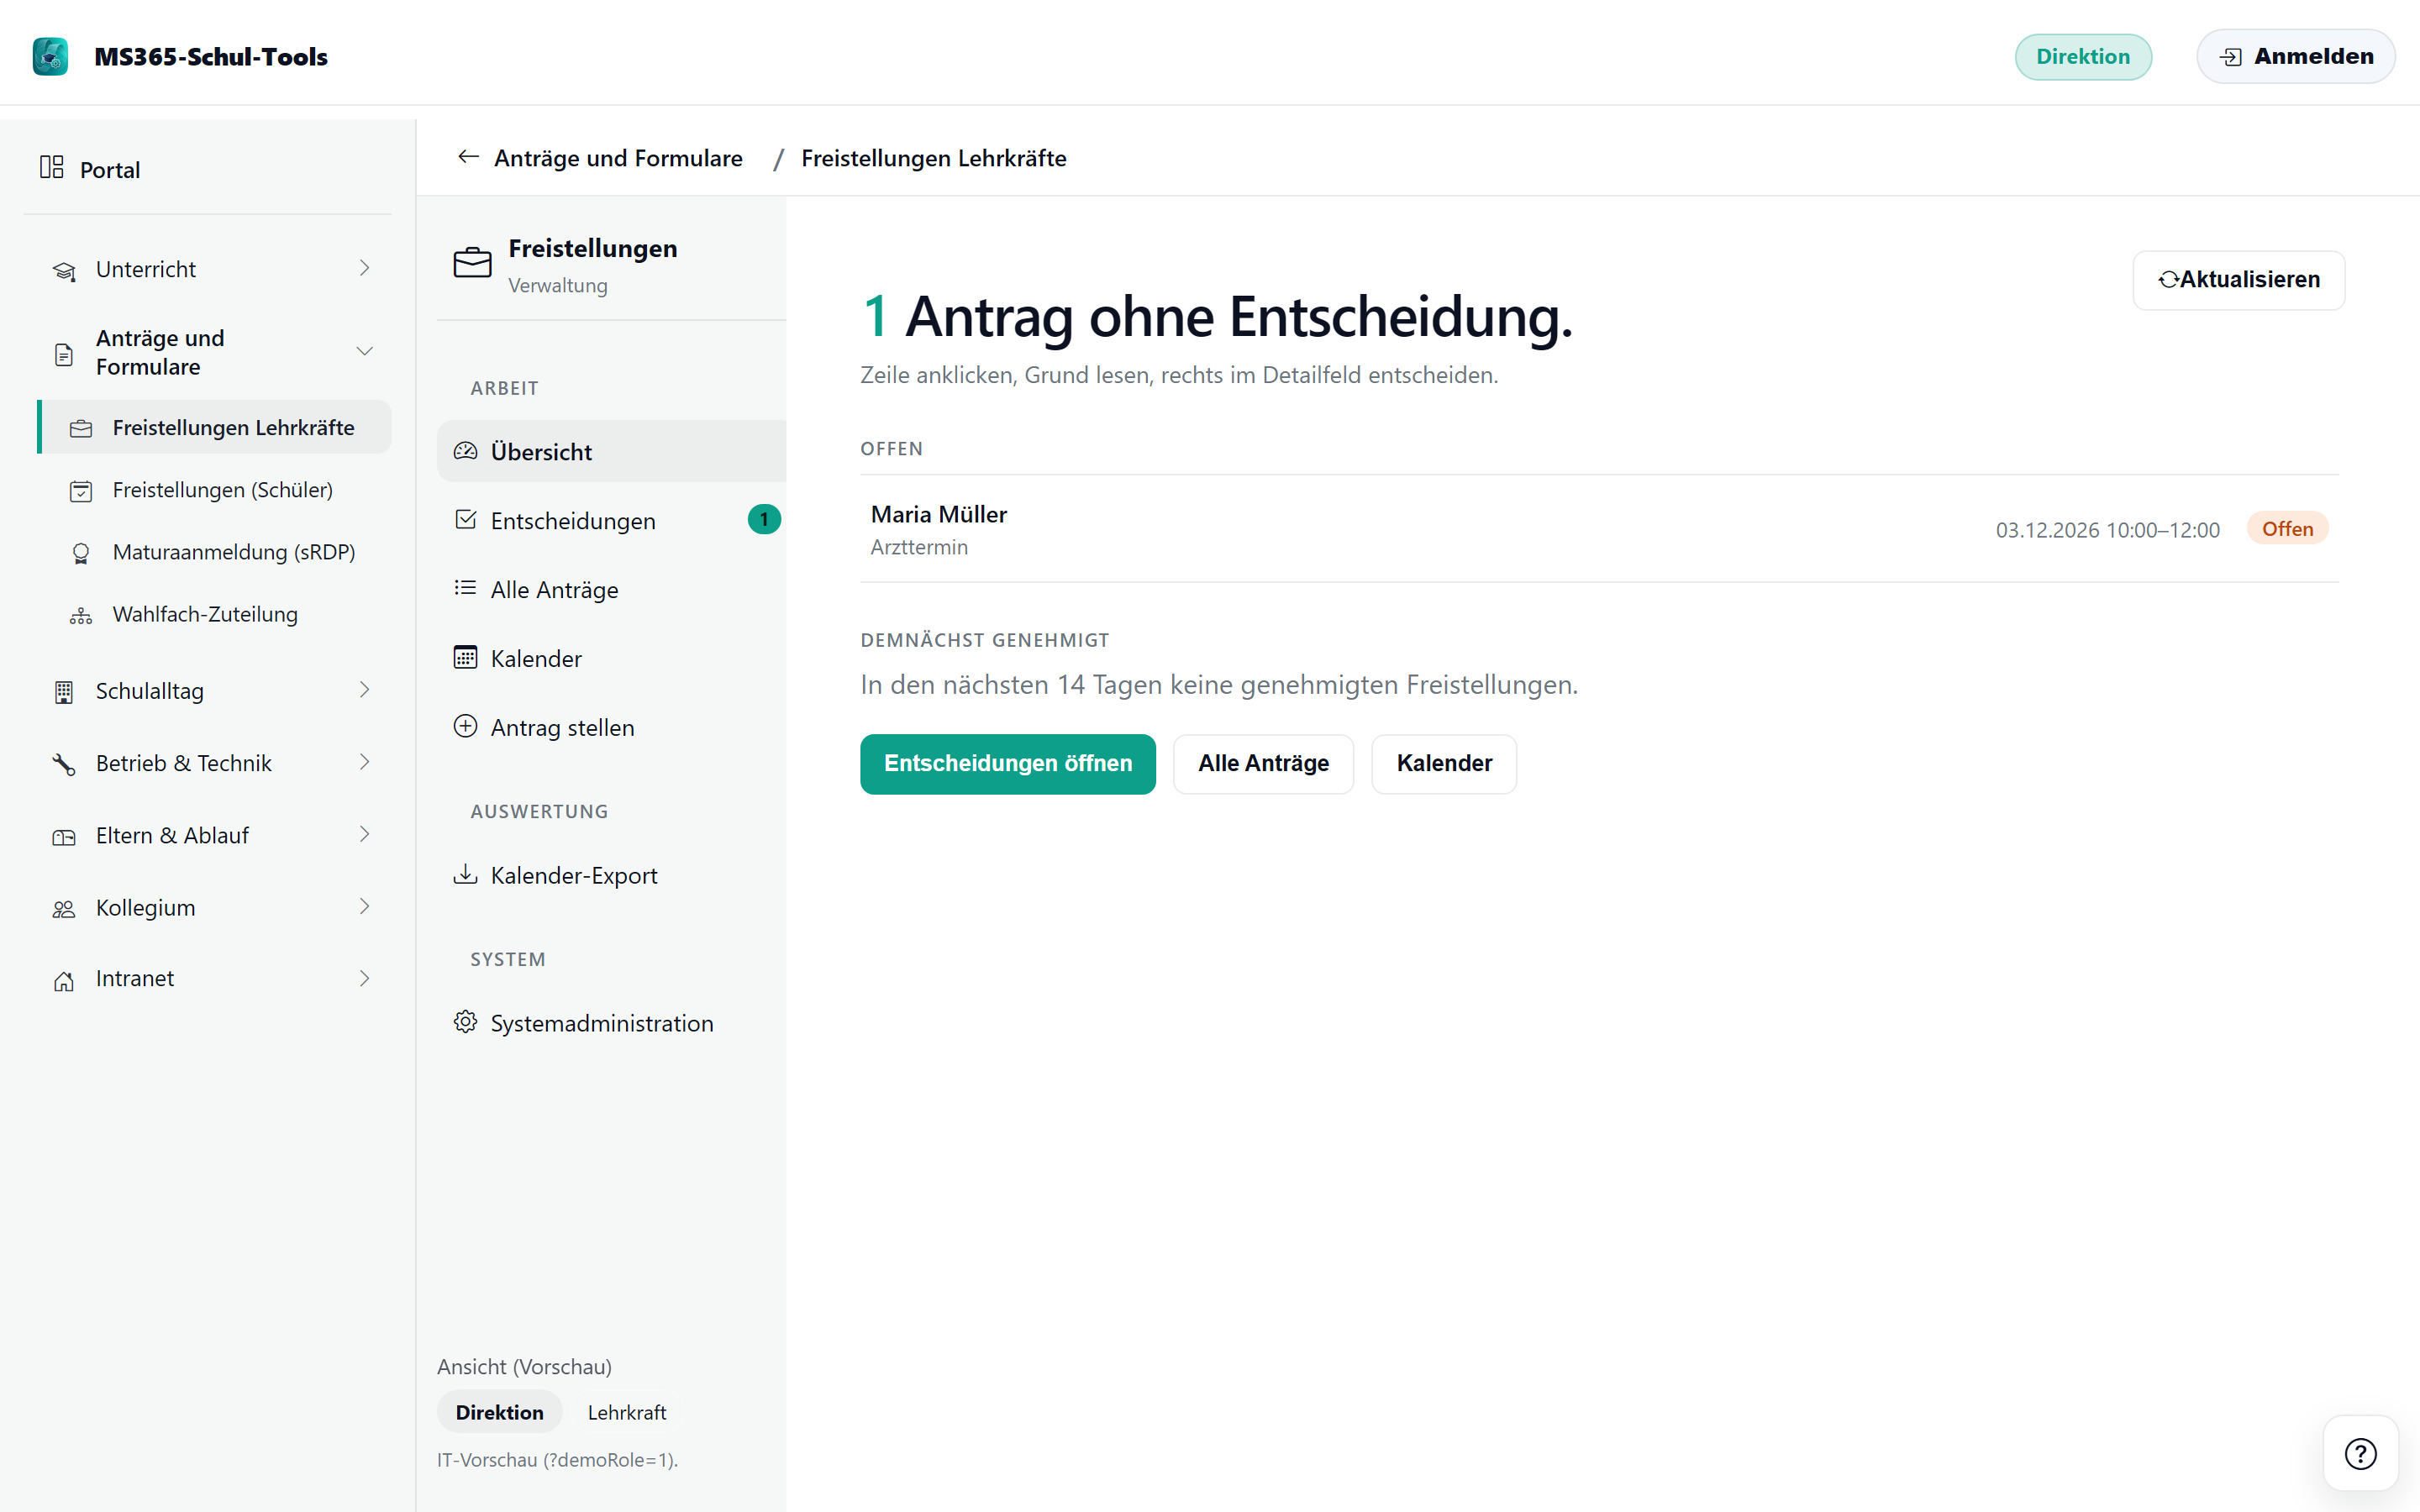 MS365-Schul-Tools
Direktion
Anmelden
Portal
Unterricht
Anträge und
Formulare
Freistellungen Lehrkräfte
Freistellungen (Schüler)
Maturaanmeldung (sRDP)
Wahlfach-Zuteilung
Schulalltag
Betrieb & Technik
Eltern & Ablauf
Kollegium
Intranet
Anträge und Formulare / Freistellungen Lehrkräfte
Freistellungen
Verwaltung
ARBEIT
Übersicht
Entscheidungen 1
Alle Anträge
Kalender
Antrag stellen
AUSWERTUNG
Kalender-Export
SYSTEM
Systemadministration
Ansicht (Vorschau)
Direktion Lehrkraft
IT-Vorschau (?demoRole=1).
Aktualisieren
1 Antrag ohne Entscheidung.
Zeile anklicken, Grund lesen, rechts im Detailfeld entscheiden.
OFFEN
Maria Müller
Arzttermin
03.12.2026 10:00–12:00 Offen
DEMNÄCHST GENEHMIGT
In den nächsten 14 Tagen keine genehmigten Freistellungen.
Entscheidungen öffnen Alle Anträge Kalender